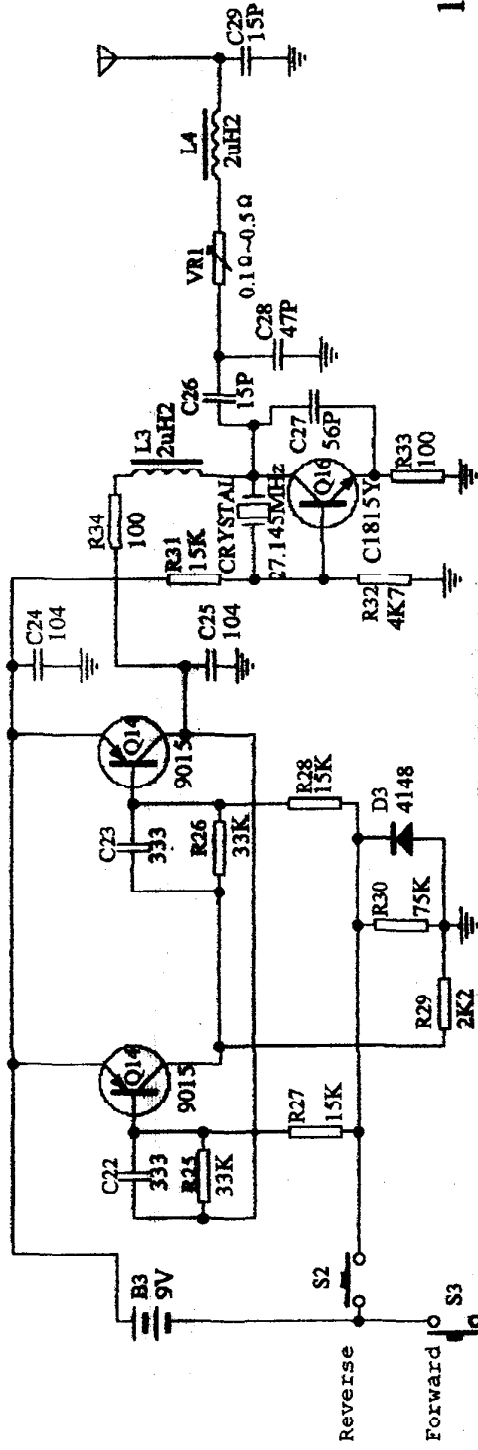 C29
15P
L4
2uH2
VR1
0.1Ω~0.5Ω
C28
47P
C26
15P
C27
56P
L3
2uH2
R34
100
R31
15K
CRYSTAL
27.145MHz
Q16
C1815Y
R33
100
R32
4K7
C24
104
C25
104
Q14
9015
C23
333
R26
33K
R28
15K
D3
4148
R30
75K
R29
2K2
Q14
9015
C22
333
R25
33K
R27
15K
B3
9V
S2
S3
Reverse
Forward
1